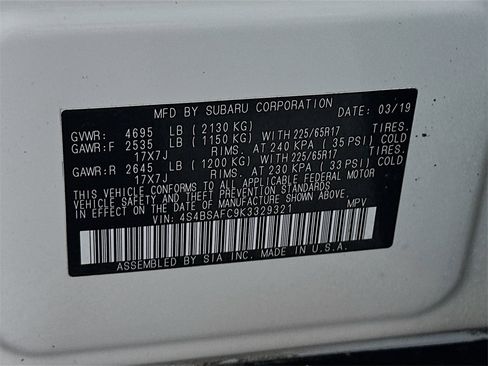 MFD BY SUBARU CORPORATION DATE: 03/19
GVWR: 4695 LB ( 2130 KG)
GAWR:F 2535 LB ( 1150 KG) WITH 225/65R17 TIRES.
17X7J RIMS. AT 240 KPA ( 35 PSI) COLD
GAWR:R 2645 LB ( 1200 KG) WITH 225/65R17 TIRES.
17X7J RIMS. AT 230 KPA ( 33 PSI) COLD
THIS VEHICLE CONFORMS TO ALL APPLICABLE FEDERAL MOTOR
VEHICLE SAFETY AND THEFT PREVENTION STANDARDS
IN EFFECT ON THE DATE OF MANUFACTURE SHOWN ABOVE.
VIN: 4S4BSAFC9K3329321 MPV
ASSEMBLED BY SIA INC. MADE IN U.S.A.